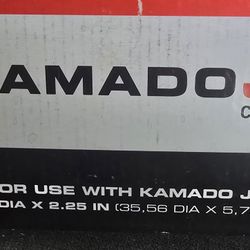 AMADO J
C
OR USE WITH KAMADO J
DIA X 2.25 IN (35,56 DIA X 5,7